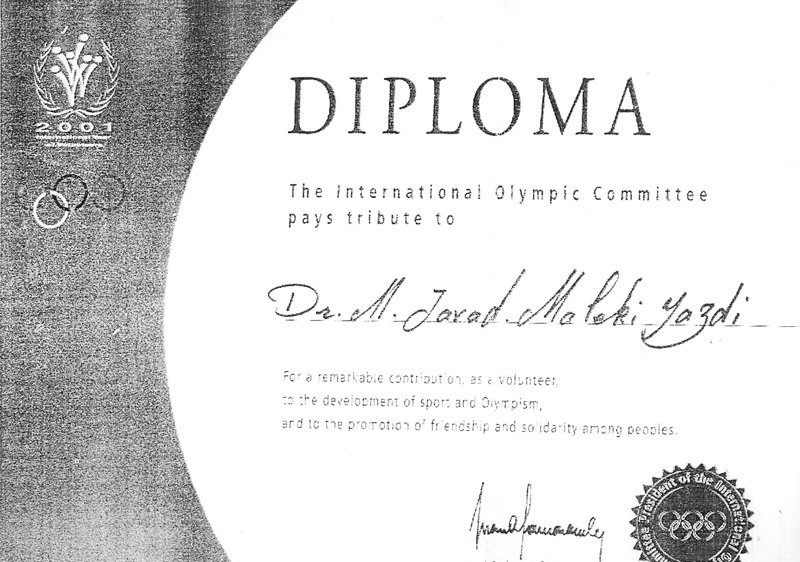 2001
DIPLOMA
The International Olympic Committee
pays tribute to
Dr. M. Javad Maleki Yazdi
For a remarkable contribution, as a volunteer,
to the development of sport and Olympism,
and to the promotion of friendship and solidarity among peoples.
President of the International
Committee